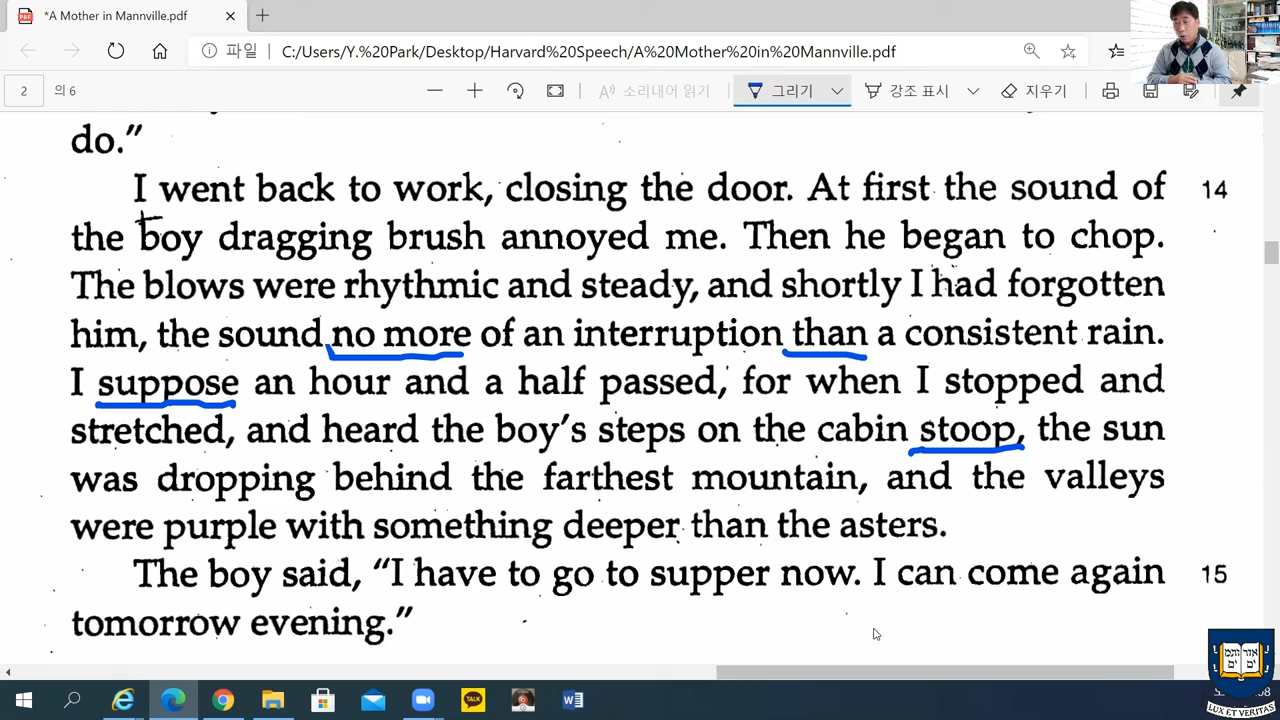 *A Mother in Mannville.pdf
파일 C:/Users/Y.%20Park/Desktop/Harvard%20Speech/A%20Mother%20in%20Mannville.pdf
2 의 6 소리내어 읽기 그리기 강조 표시 지우기
do.”
I went back to work, closing the door. At first the sound of 14
the boy dragging brush annoyed me. Then he began to chop.
The blows were rhythmic and steady, and shortly I had forgotten
him, the sound no more of an interruption than a consistent rain.
I suppose an hour and a half passed, for when I stopped and
stretched, and heard the boy’s steps on the cabin stoop, the sun
was dropping behind the farthest mountain, and the valleys
were purple with something deeper than the asters.
The boy said, “I have to go to supper now. I can come again 15
tomorrow evening.”
TALK
LUX ET VERITAS